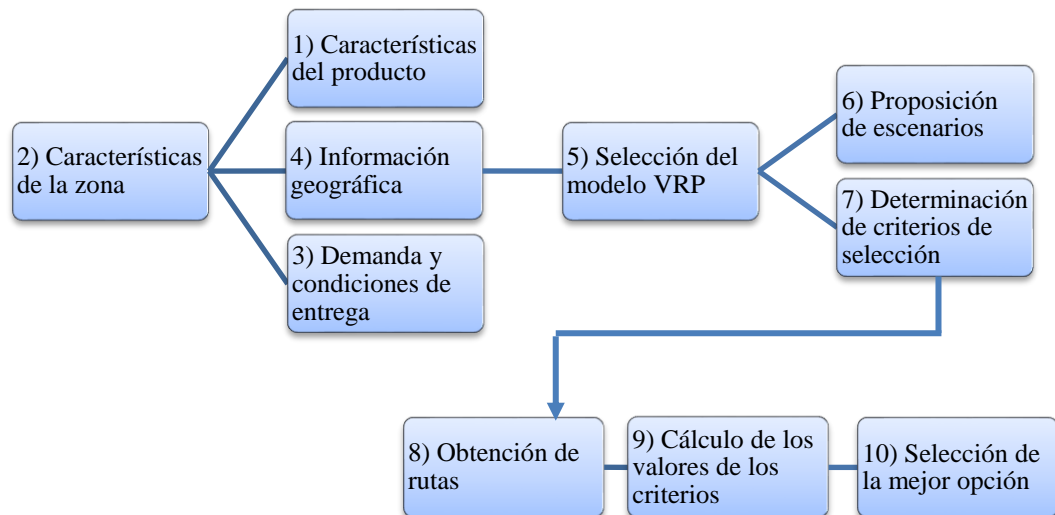 1) Características
del producto
2) Características
de la zona
4) Información
geográfica
3) Demanda y
condiciones de
entrega
5) Selección del
modelo VRP
6) Proposición
de escenarios
7) Determinación
de criterios de
selección
8) Obtención de
rutas
9) Cálculo de los
valores de los
criterios
10) Selección de
la mejor opción